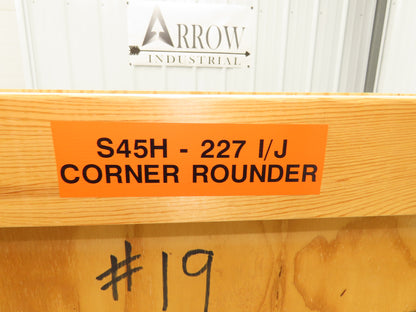 ARROW
INDUSTRIAL
S45H - 227 I/J
CORNER ROUNDER
#19